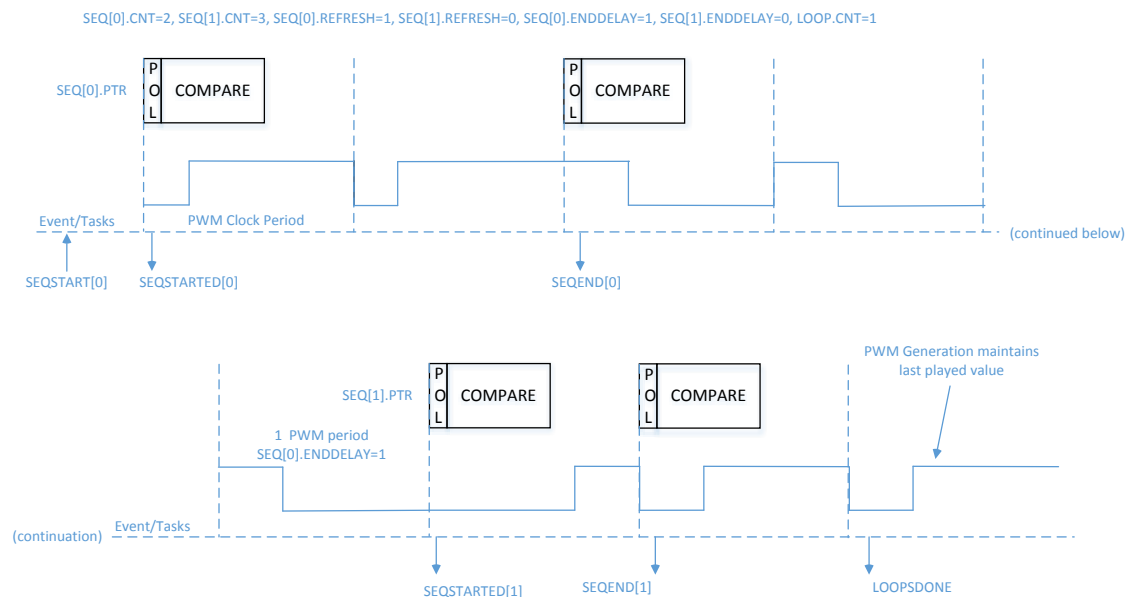 SEQ[0].CNT=2, SEQ[1].CNT=3, SEQ[0].REFRESH=1, SEQ[1].REFRESH=0, SEQ[0].ENDDELAY=1, SEQ[1].ENDDELAY=0, LOOP.CNT=1
SEQ[0].PTR
P
O
L
COMPARE
P
O
L
COMPARE
Event/Tasks
PWM Clock Period
(continued below)
SEQSTART[0]
SEQSTARTED[0]
SEQEND[0]
SEQ[1].PTR
P
O
L
COMPARE
P
O
L
COMPARE
PWM Generation maintains
last played value
1 PWM period
SEQ[0].ENDDELAY=1
(continuation)
Event/Tasks
SEQSTARTED[1]
SEQEND[1]
LOOPSDONE